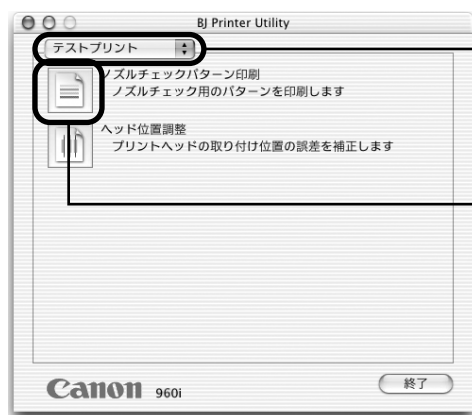 BJ Printer Utility
テストプリント
ノズルチェックパターン印刷
ノズルチェック用のパターンを印刷します
ヘッド位置調整
プリントヘッドの取り付け位置の誤差を補正します
Canon 960i
終了